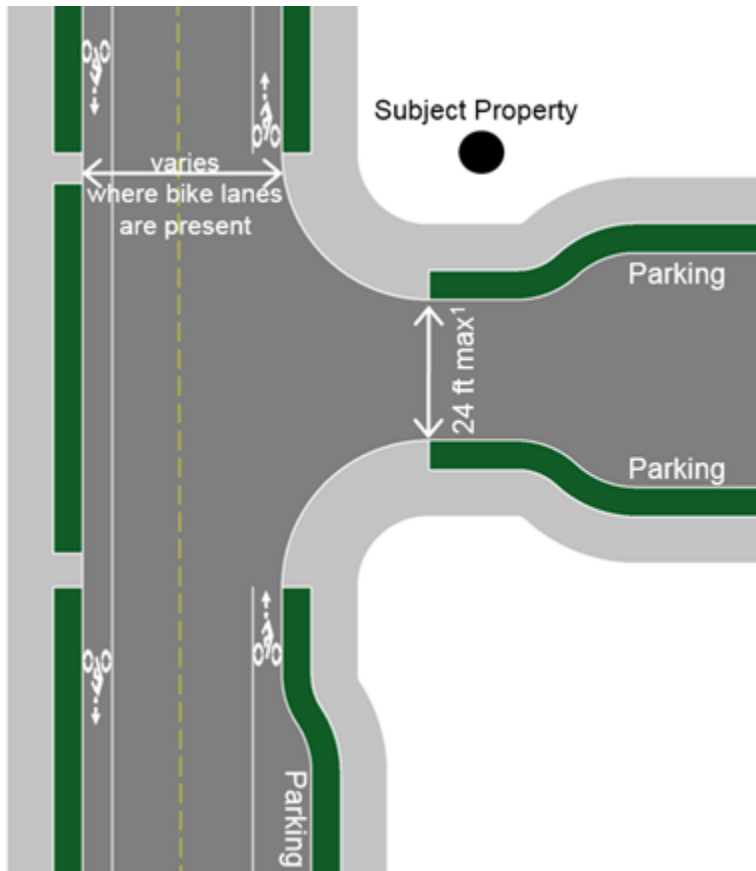 Subject Property
varies
where bike lanes
are present
Parking
24 ft max¹
Parking
Parking